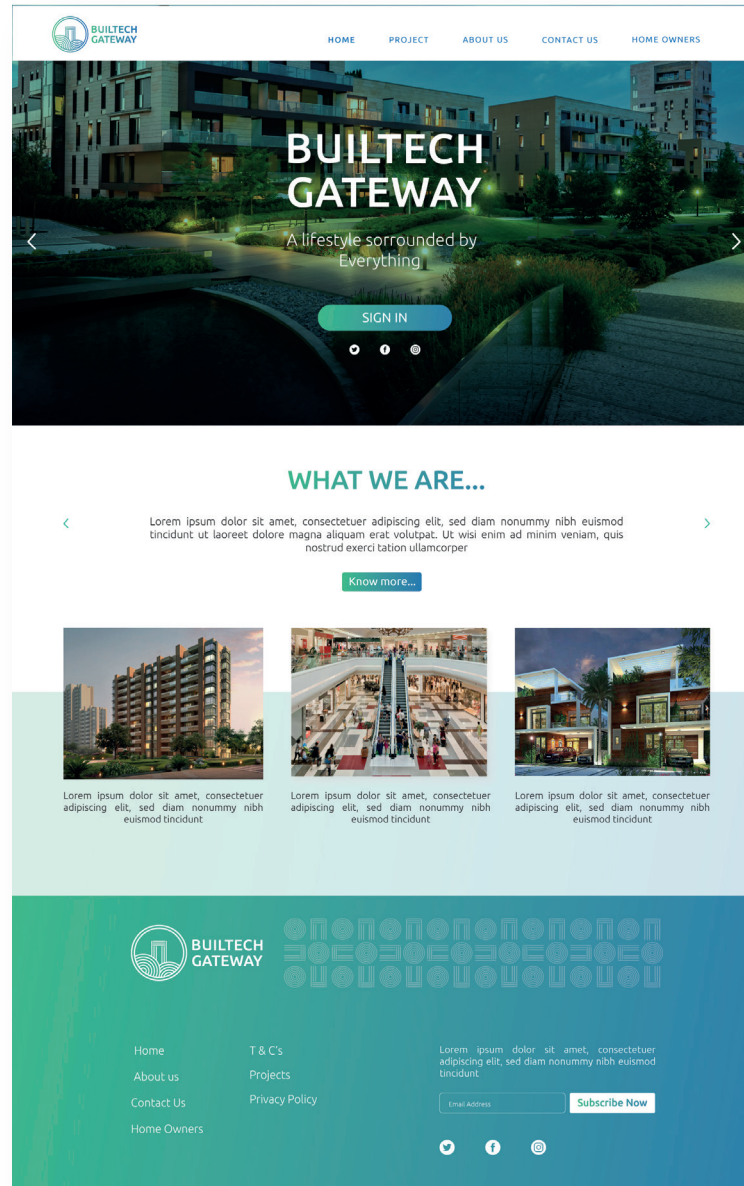 BUILTECH
GATEWAY
HOME
PROJECT
ABOUT US
CONTACT US
HOME OWNERS
BUILTECH
GATEWAY
A lifestyle sorrounded by
Everything
SIGN IN
WHAT WE ARE...
Lorem ipsum dolor sit amet, consectetuer adipiscing elit, sed diam nonummy nibh euismod
tincidunt ut laoreet dolore magna aliquam erat volutpat. Ut wisi enim ad minim veniam, quis
nostrud exerci tation ullamcorper
Know more...
Lorem ipsum dolor sit amet, consectetuer
adipiscing elit, sed diam nonummy nibh
euismod tincidunt
Lorem ipsum dolor sit amet, consectetuer
adipiscing elit, sed diam nonummy nibh
euismod tincidunt
Lorem ipsum dolor sit amet, consectetuer
adipiscing elit, sed diam nonummy nibh
euismod tincidunt
BUILTECH
GATEWAY
Home
About us
Contact Us
Home Owners
T & C's
Projects
Privacy Policy
Lorem ipsum dolor sit amet, consectetuer
adipiscing elit, sed diam nonummy nibh euismod
tincidunt
Email Address
Subscribe Now